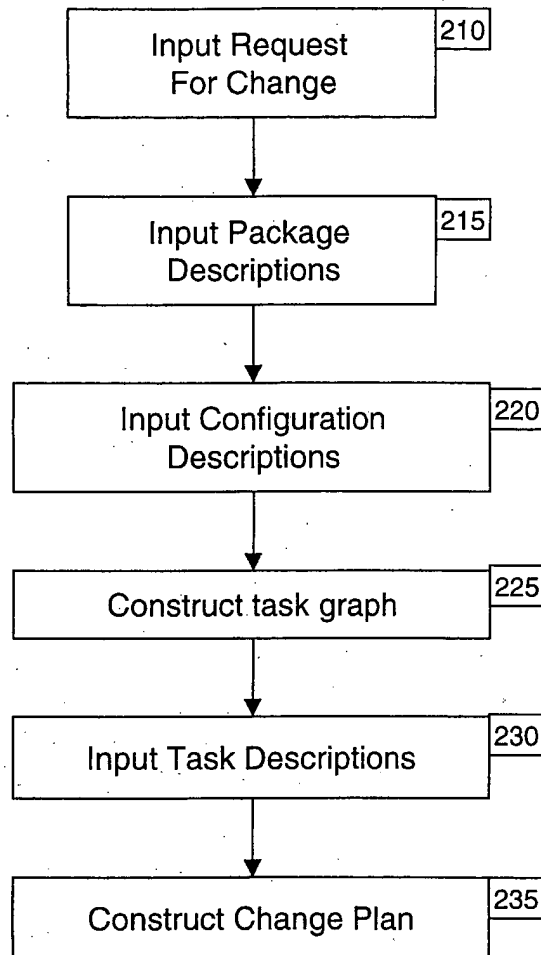 210
Input Request
For Change
215
Input Package
Descriptions
220
Input Configuration
Descriptions
225
Construct task graph
230
Input Task Descriptions
235
Construct Change Plan